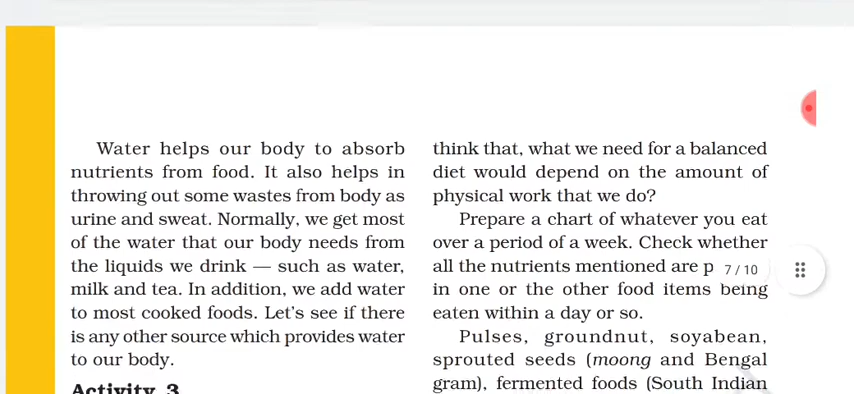 Water helps our body to absorb
nutrients from food. It also helps in
throwing out some wastes from body as
urine and sweat. Normally, we get most
of the water that our body needs from
the liquids we drink — such as water,
milk and tea. In addition, we add water
to most cooked foods. Let's see if there
is any other source which provides water
to our body.
Activity 3
think that, what we need for a balanced
diet would depend on the amount of
physical work that we do?
Prepare a chart of whatever you eat
over a period of a week. Check whether
all the nutrients mentioned are
7 / 10
in one or the other food items being
eaten within a day or so.
Pulses, groundnut, soyabean,
sprouted seeds (moong and Bengal
gram), fermented foods (South Indian